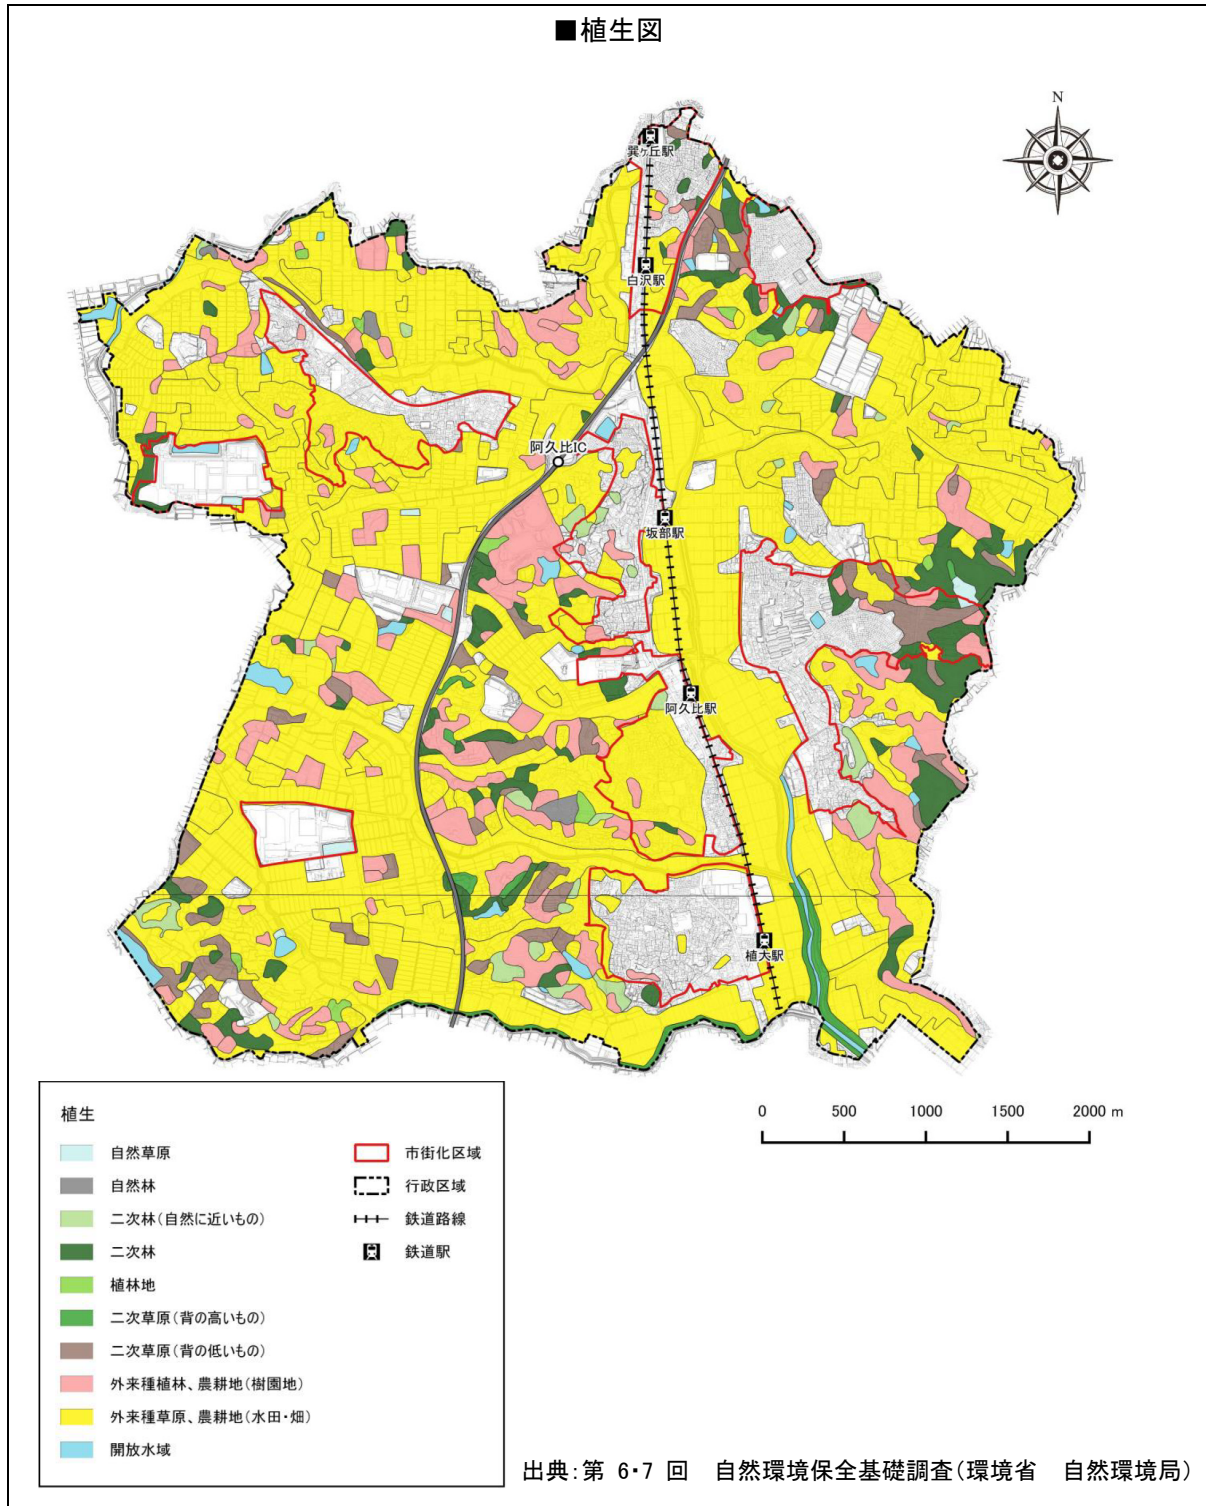 ■植生図
N
巽ヶ丘駅
白沢駅
阿久比IC
坂部駅
阿久比駅
植大駅
植生
自然草原
自然林
二次林(自然に近いもの)
二次林
植林地
二次草原(背の高いもの)
二次草原(背の低いもの)
外来種植林、農耕地(樹園地)
外来種草原、農耕地(水田・畑)
開放水域
市街化区域
行政区域
鉄道路線
鉄道駅
0 500 1000 1500 2000 m
出典:第 6・7 回 自然環境保全基礎調査(環境省 自然環境局)